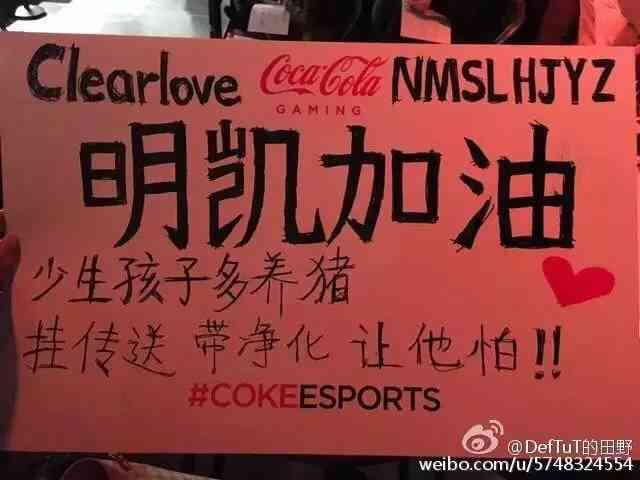 Clearlove Coca-Cola NMSLHJYZ
GAMING
明凯加油
少生孩子多养猪
挂传送 带净化 让他怕!!
#COKEESPORTS
@DefTuT的田野
weibo.com/u/5748324554